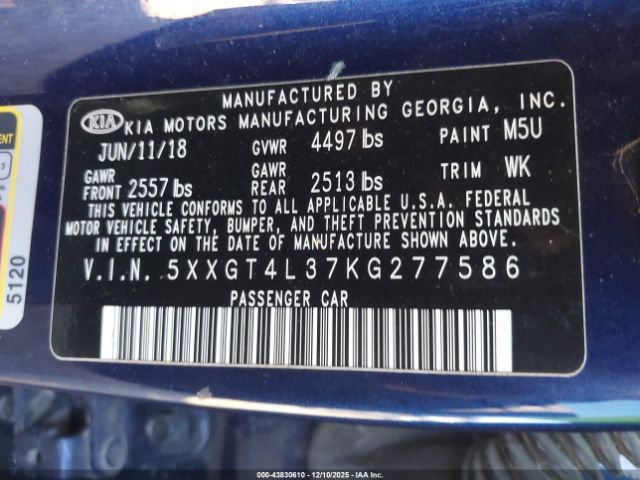 MANUFACTURED BY
KIA KIA MOTORS MANUFACTURING GEORGIA, INC.
JUN/11/18 GVWR 4497 lbs PAINT M5U
GAWR FRONT 2557 lbs GAWR REAR 2513 lbs TRIM WK
THIS VEHICLE CONFORMS TO ALL APPLICABLE U.S.A. FEDERAL
MOTOR VEHICLE SAFETY, BUMPER, AND THEFT PREVENTION STANDARDS
IN EFFECT ON THE DATE OF MANUFACTURE SHOWN ABOVE.
V.I.N. 5XXGT4L37KG277586
PASSENGER CAR
5120
IAA 000-43830610 | 12/10/2025 - IAAI.COM